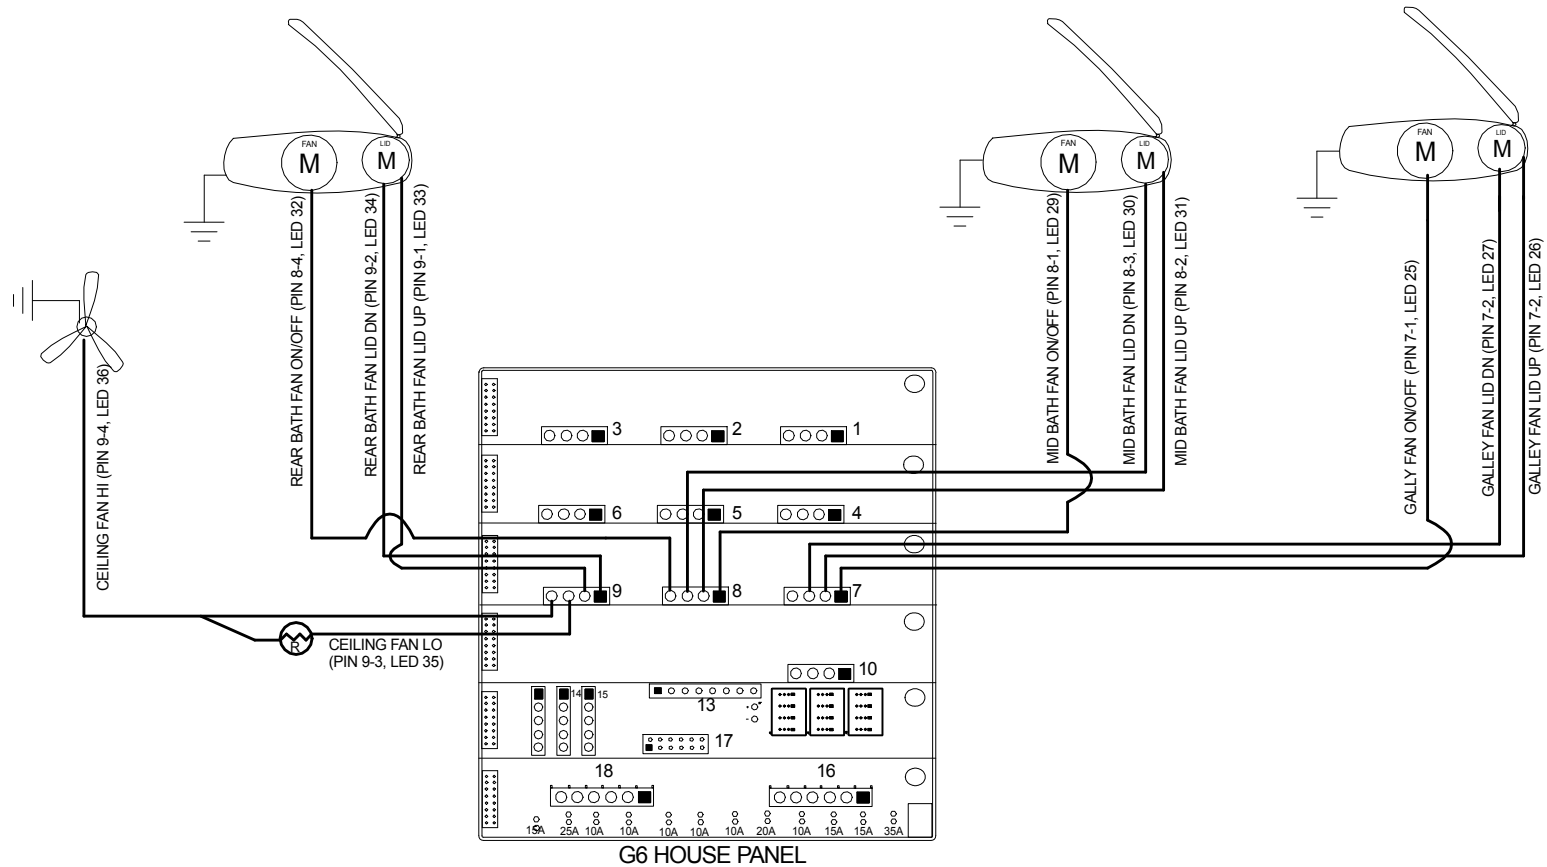 FAN
M
LID
M
FAN
M
LID
M
FAN
M
LID
M
CEILING FAN HI (PIN 9-4, LED 36)
REAR BATH FAN ON/OFF (PIN 8-4, LED 32)
REAR BATH FAN LID DN (PIN 9-2, LED 34)
REAR BATH FAN LID UP (PIN 9-1, LED 33)
MID BATH FAN ON/OFF (PIN 8-1, LED 29)
MID BATH FAN LID DN (PIN 8-3, LED 30)
MID BATH FAN LID UP (PIN 8-2, LED 31)
GALLY FAN ON/OFF (PIN 7-1, LED 25)
GALLEY FAN LID DN (PIN 7-2, LED 27)
GALLEY FAN LID UP (PIN 7-2, LED 26)
3
2
1
6
5
4
9
8
7
R
CEILING FAN LO
(PIN 9-3, LED 35)
10
14
15
13
17
18
16
15A
25A
10A
10A
10A
10A
10A
20A
10A
15A
15A
35A
G6 HOUSE PANEL